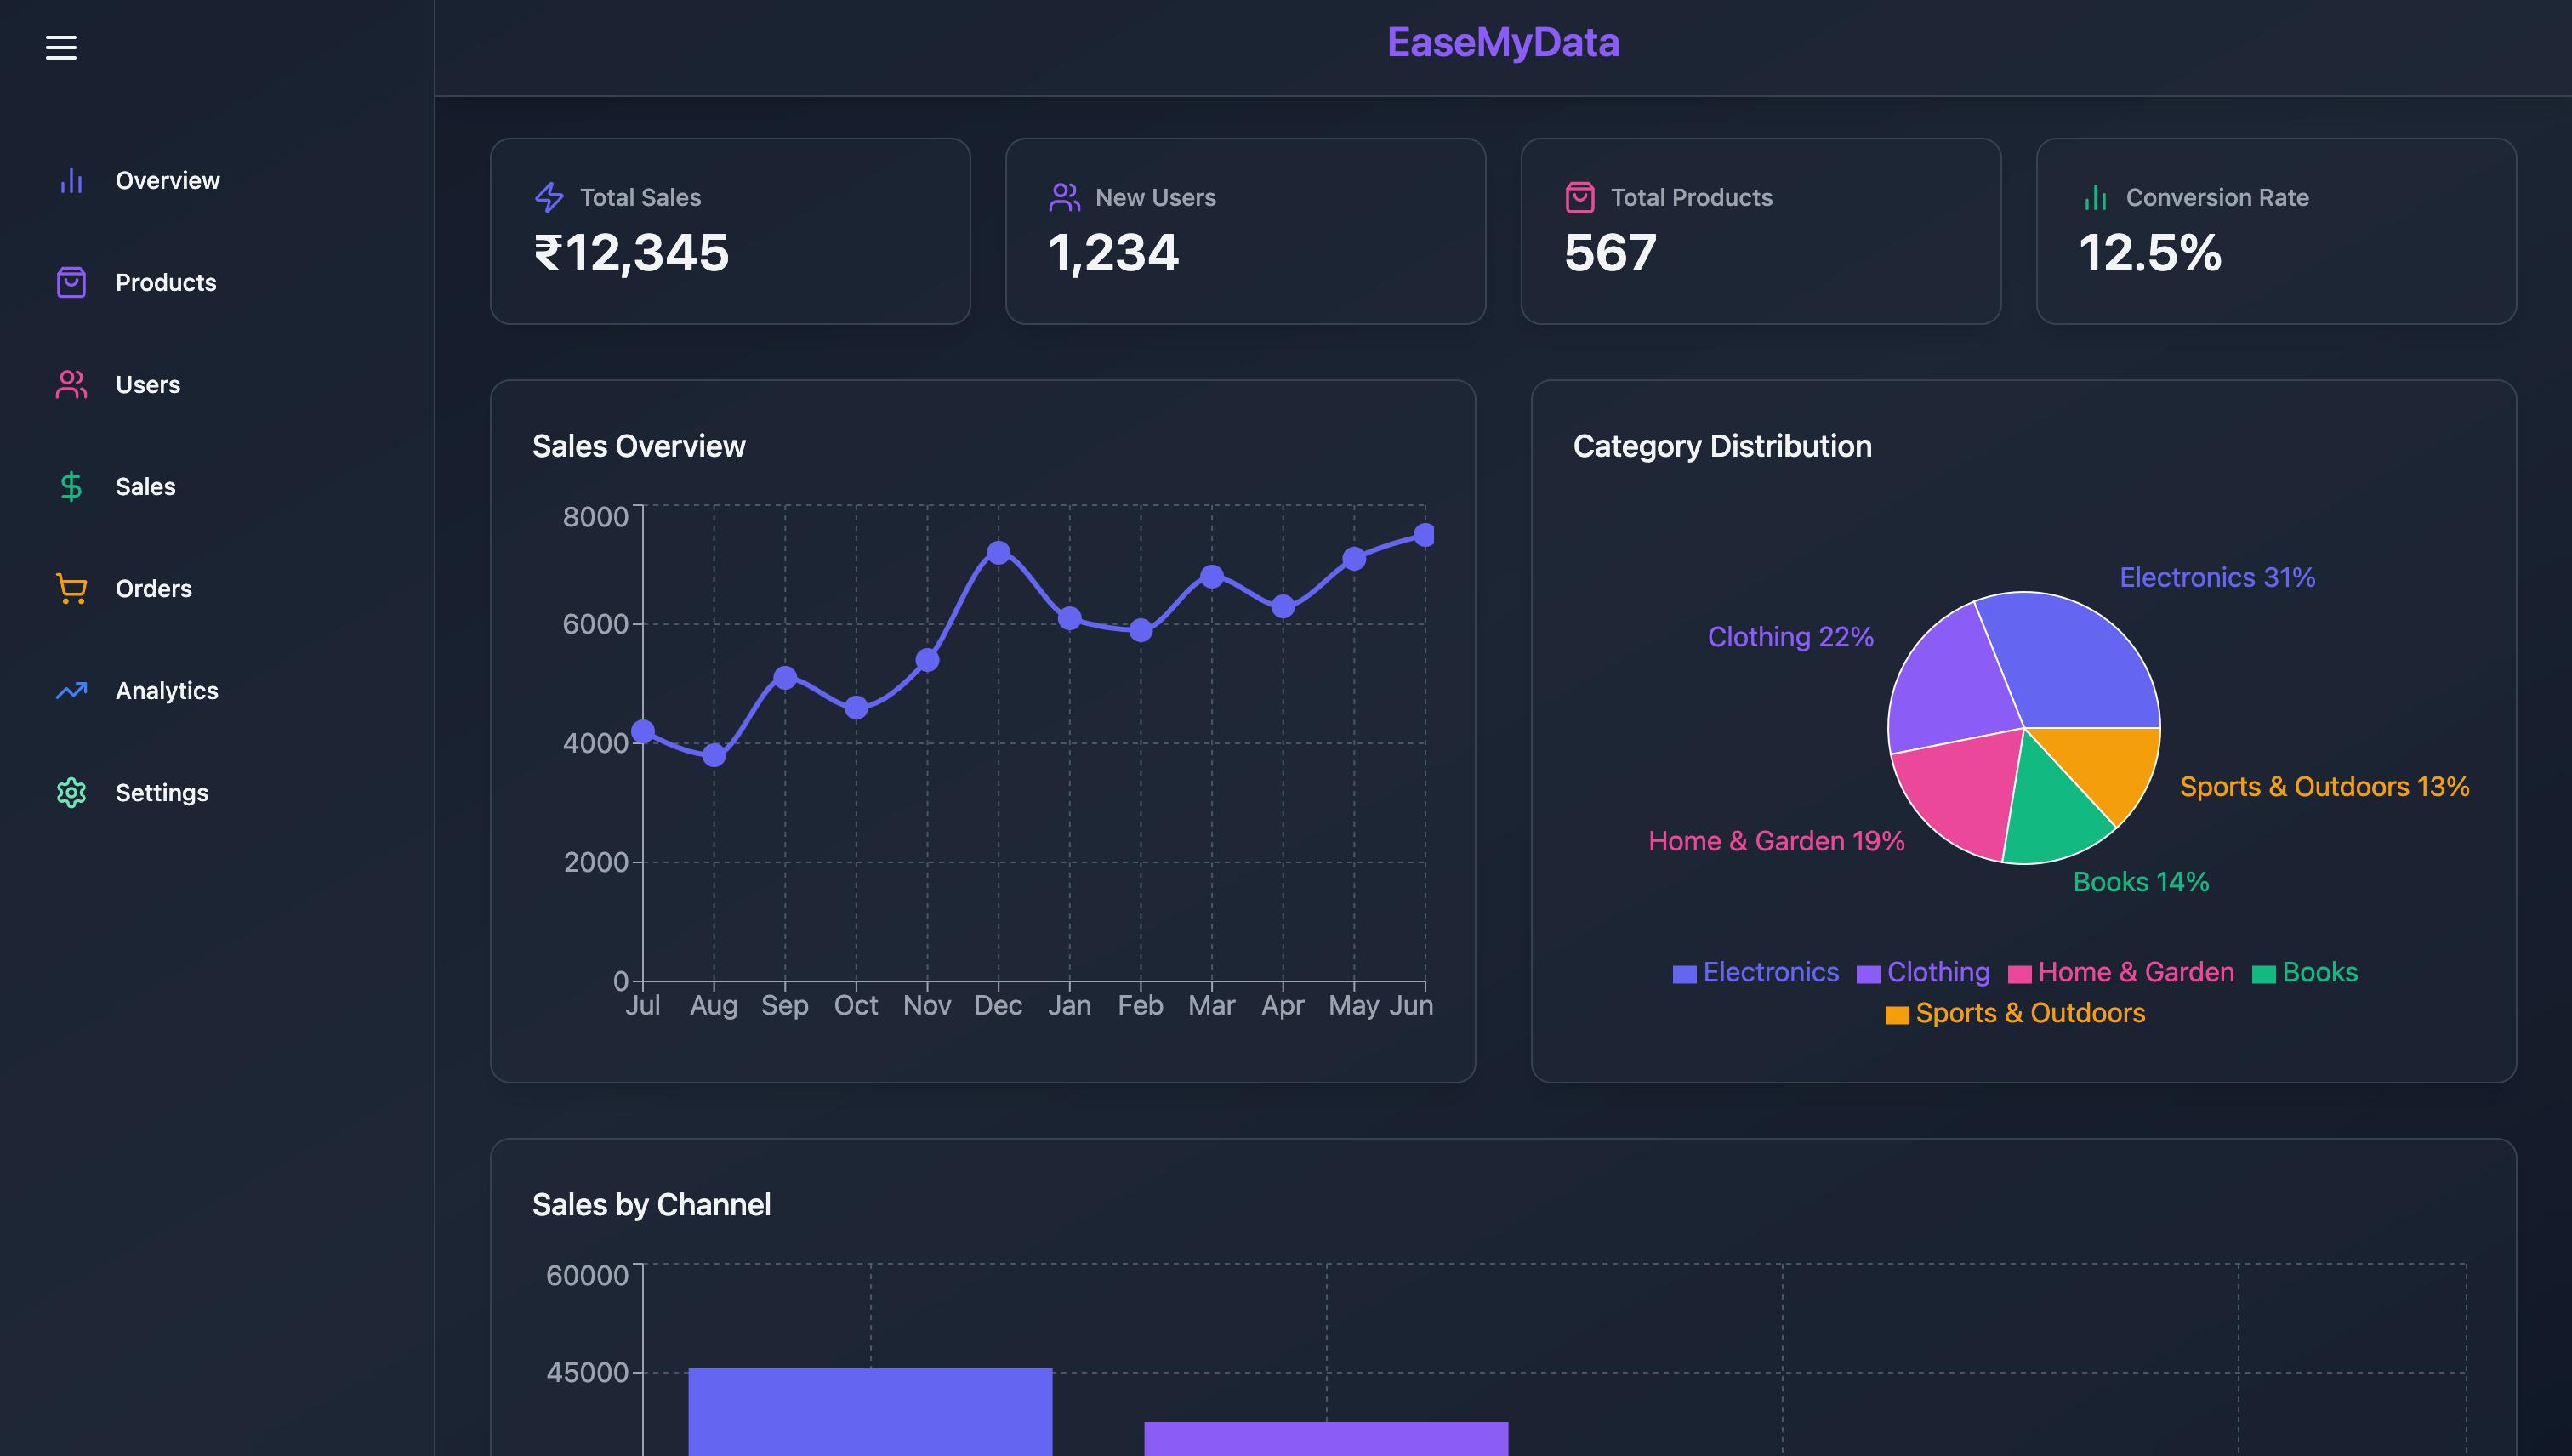 EaseMyData
Overview
Products
Users
Sales
Orders
Analytics
Settings
Total Sales
₹12,345
New Users
1,234
Total Products
567
Conversion Rate
12.5%
Sales Overview
8000
6000
4000
2000
0
Jul Aug Sep Oct Nov Dec Jan Feb Mar Apr May Jun
Category Distribution
Electronics 31%
Clothing 22%
Sports & Outdoors 13%
Home & Garden 19%
Books 14%
Electronics Clothing Home & Garden Books
Sports & Outdoors
Sales by Channel
60000
45000